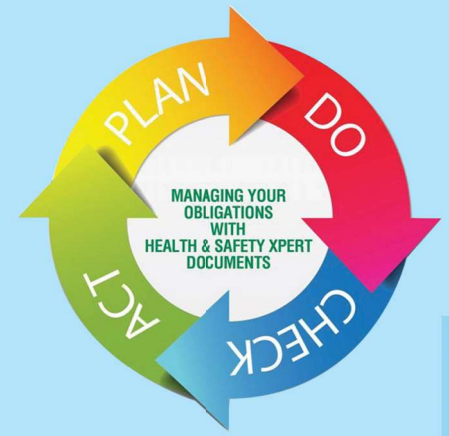 PLAN
DO
CHECK
ACT
MANAGING YOUR
OBLIGATIONS
WITH
HEALTH & SAFETY XPERT
DOCUMENTS